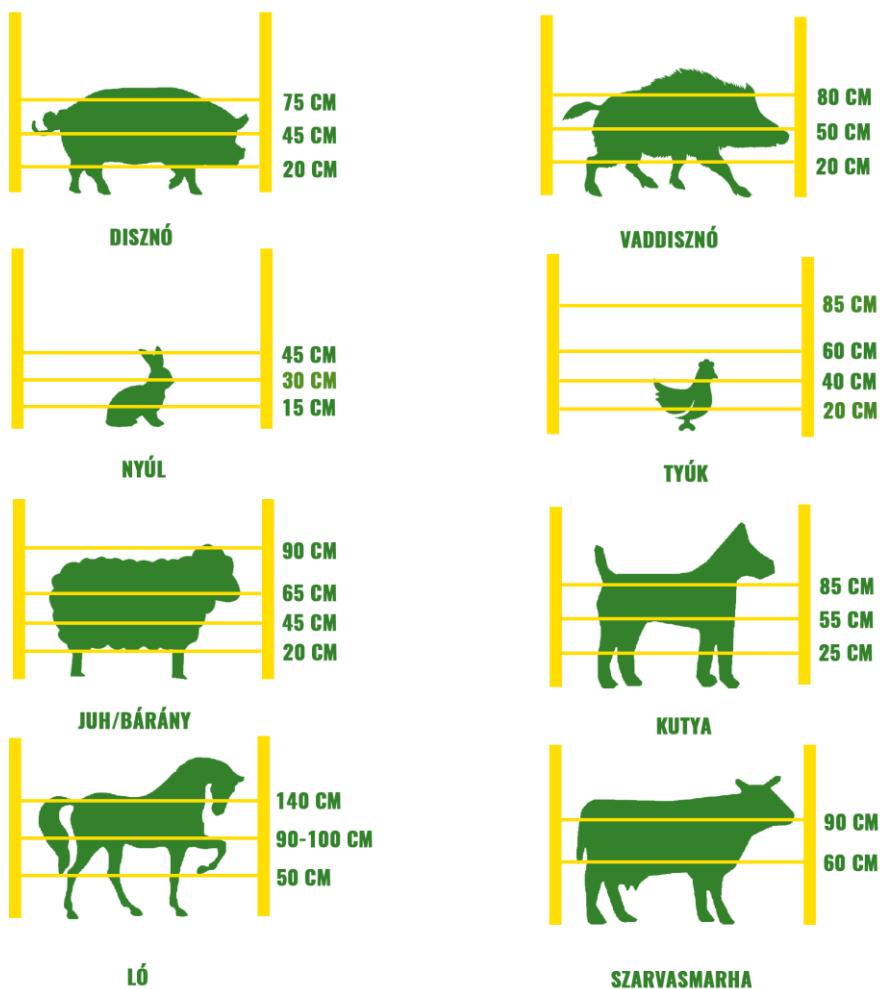 75 CM
45 CM
20 CM
DISZNÓ
80 CM
50 CM
20 CM
VADDISZNÓ
45 CM
30 CM
15 CM
NYÚL
85 CM
60 CM
40 CM
20 CM
TYÚK
90 CM
65 CM
45 CM
20 CM
JUH/BÁRÁNY
85 CM
55 CM
25 CM
KUTYA
140 CM
90-100 CM
50 CM
LÓ
90 CM
60 CM
SZARVASMARHA